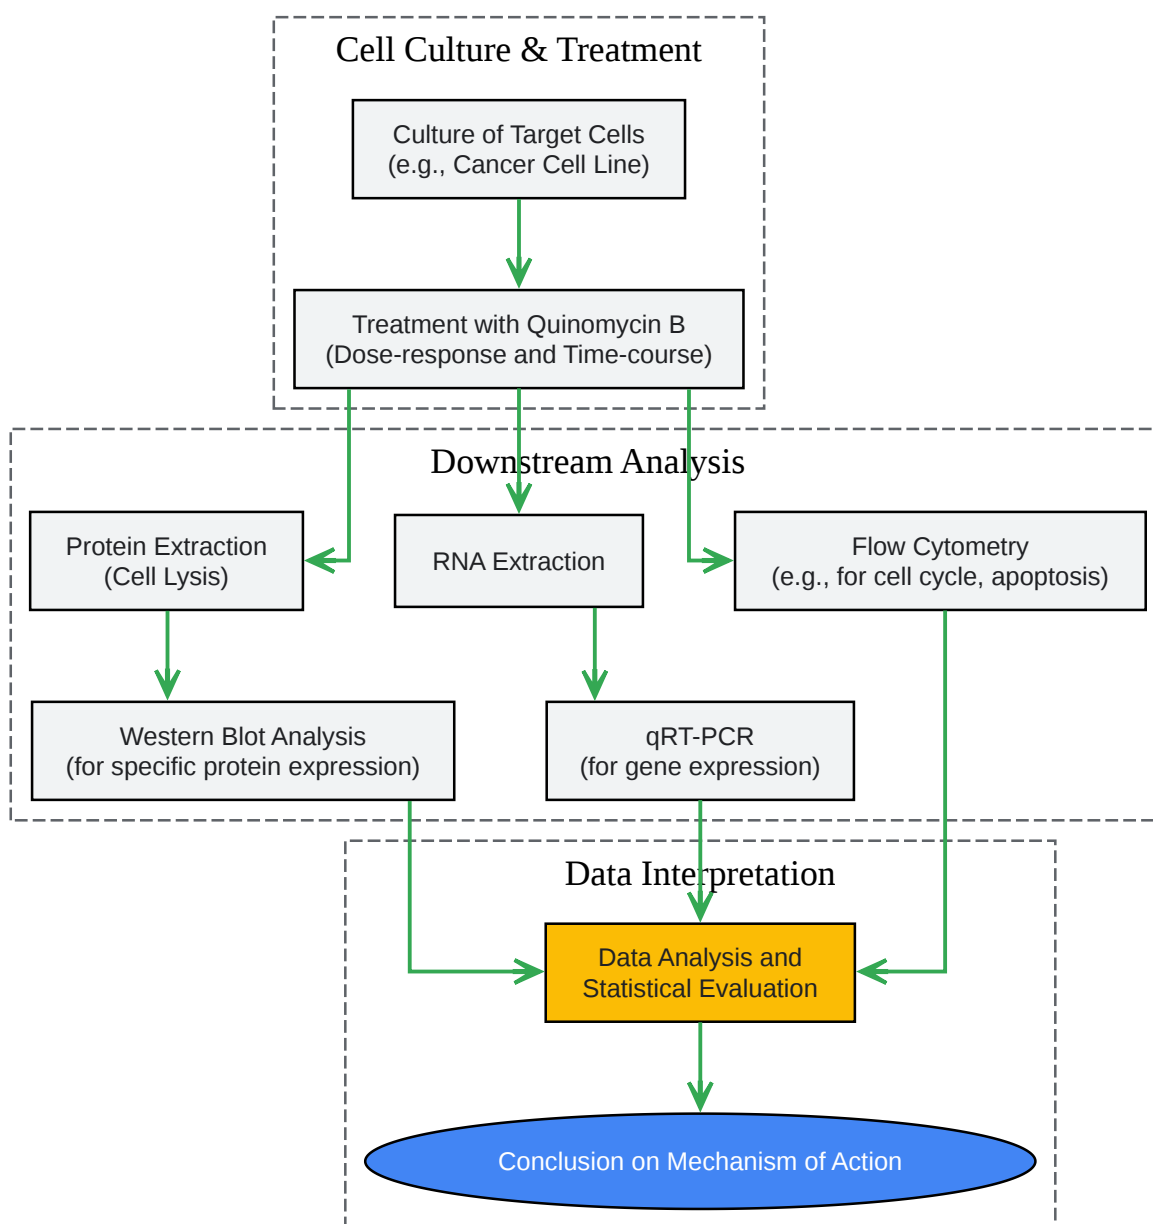 Cell Culture & Treatment
Culture of Target Cells
(e.g., Cancer Cell Line)
Treatment with Quinomycin B
(Dose-response and Time-course)
Downstream Analysis
Protein Extraction
(Cell Lysis)
RNA Extraction
Flow Cytometry
(e.g., for cell cycle, apoptosis)
Western Blot Analysis
(for specific protein expression)
qRT-PCR
(for gene expression)
Data Interpretation
Data Analysis and
Statistical Evaluation
Conclusion on Mechanism of Action